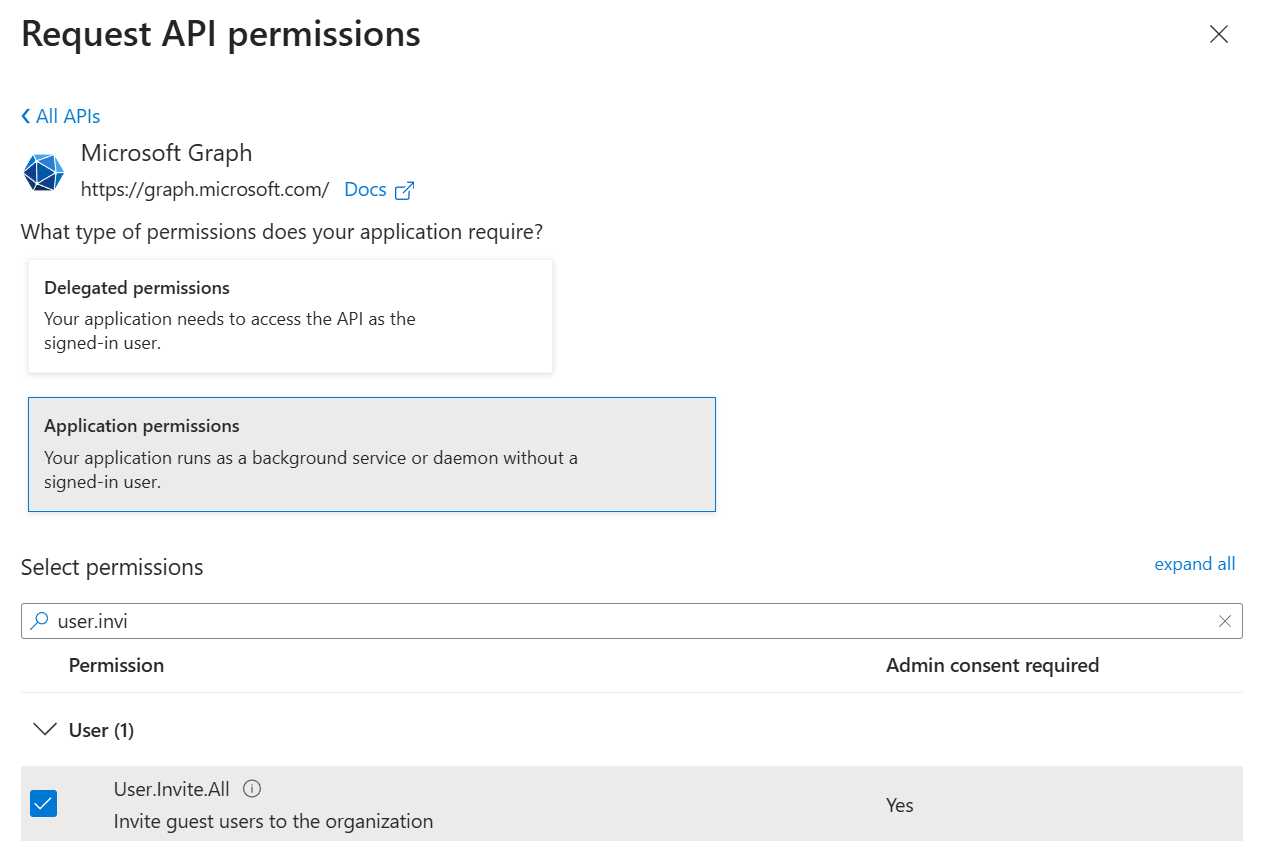 Request API permissions
All APIs
Microsoft Graph
https://graph.microsoft.com/ Docs
What type of permissions does your application require?
Delegated permissions
Your application needs to access the API as the
signed-in user.
Application permissions
Your application runs as a background service or daemon without a
signed-in user.
Select permissions
expand all
user.invi
Permission
Admin consent required
User (1)
User.Invite.All
Invite guest users to the organization
Yes